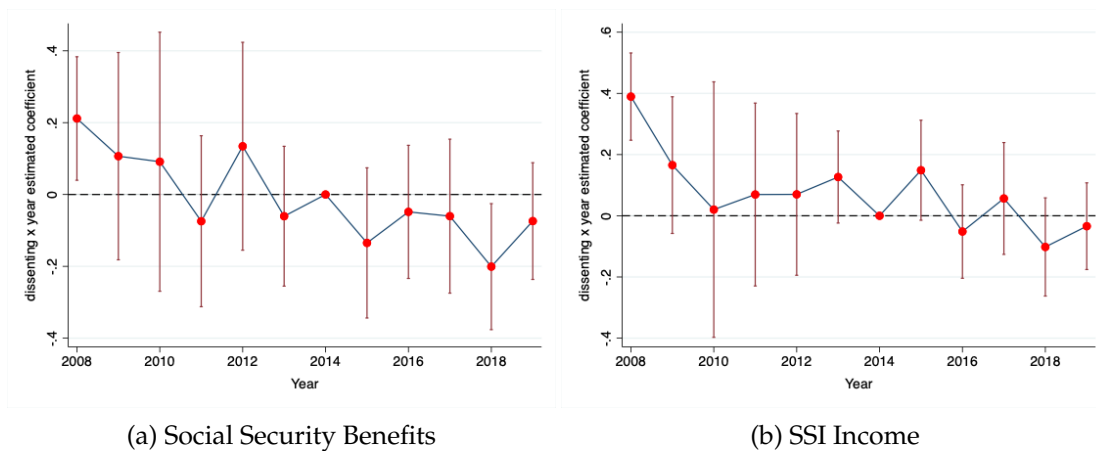 dissenting x year estimated coefficient
.4
.2
0
-.2
-.4
2008 2010 2012 2014 2016 2018
Year
(a) Social Security Benefits
dissenting x year estimated coefficient
.6
.4
.2
0
-.2
-.4
2008 2010 2012 2014 2016 2018
Year
(b) SSI Income